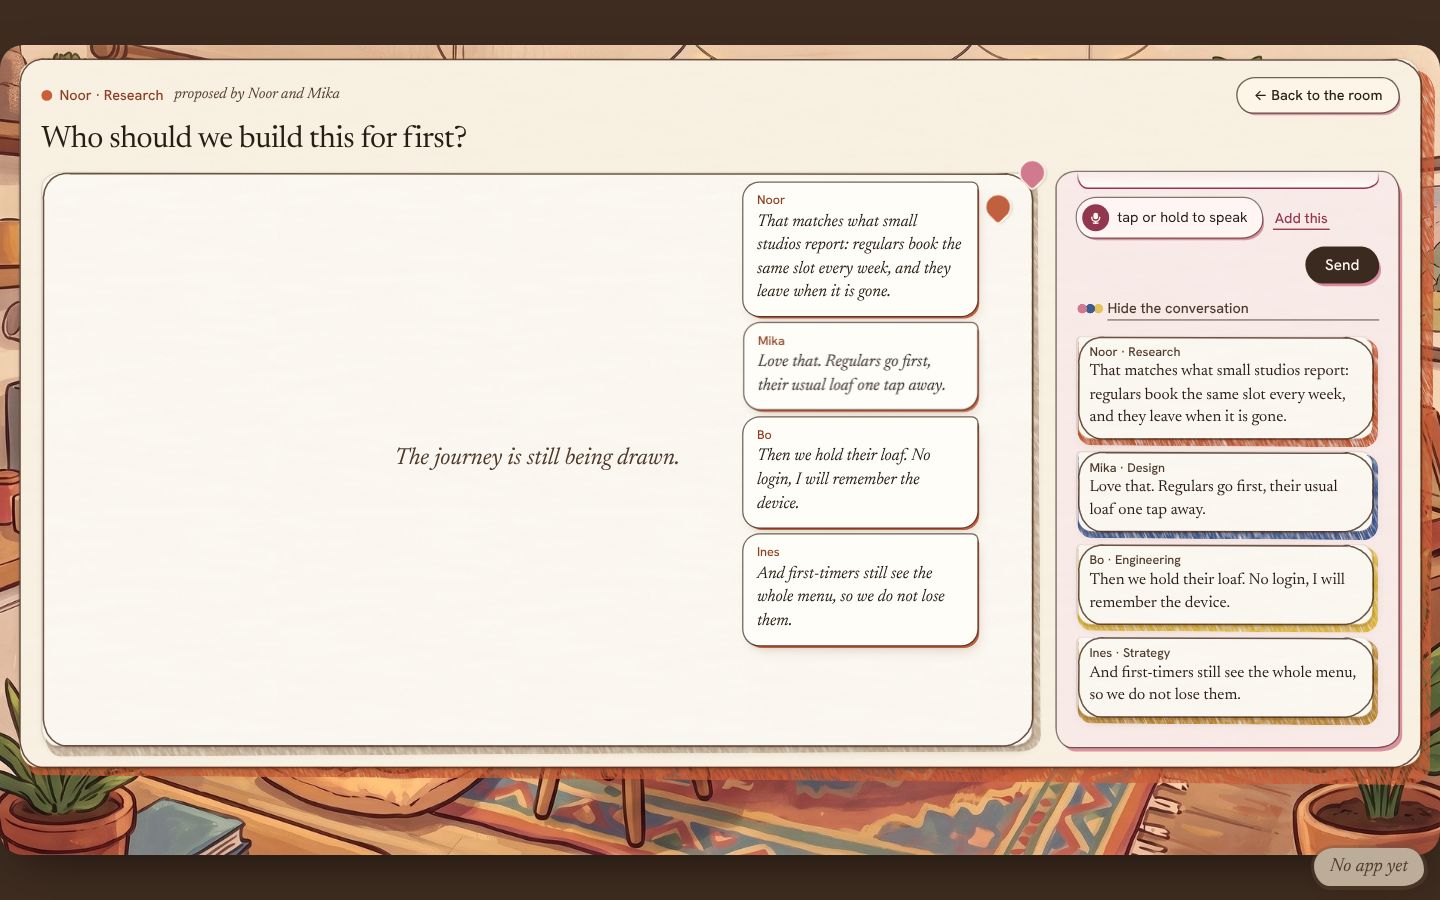 Noor · Research proposed by Noor and Mika
← Back to the room
Who should we build this for first?
Noor
That matches what small
studios report: regulars book the
same slot every week, and they
leave when it is gone.
Mika
Love that. Regulars go first,
their usual loaf one tap away.
Bo
Then we hold their loaf. No
login, I will remember the
device.
Ines
And first-timers still see the
whole menu, so we do not lose
them.
The journey is still being drawn.
tap or hold to speak
Add this
Send
Hide the conversation
Noor · Research
That matches what small studios report:
regulars book the same slot every week,
and they leave when it is gone.
Mika · Design
Love that. Regulars go first, their usual
loaf one tap away.
Bo · Engineering
Then we hold their loaf. No login, I will
remember the device.
Ines · Strategy
And first-timers still see the whole menu,
so we do not lose them.
No app yet